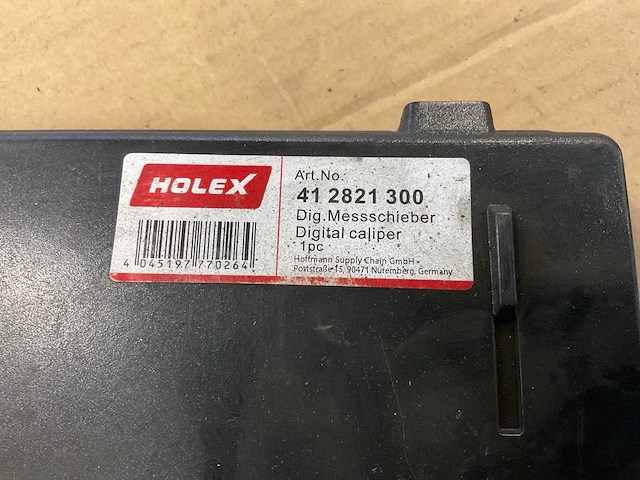 HOLEX
4 045197 770264
Art.No.
41 2821 300
Dig.Messschieber
Digital caliper
1pc
Hoffmann Supply Chain GmbH
Poststraße 15, 90471 Nuremberg, Germany